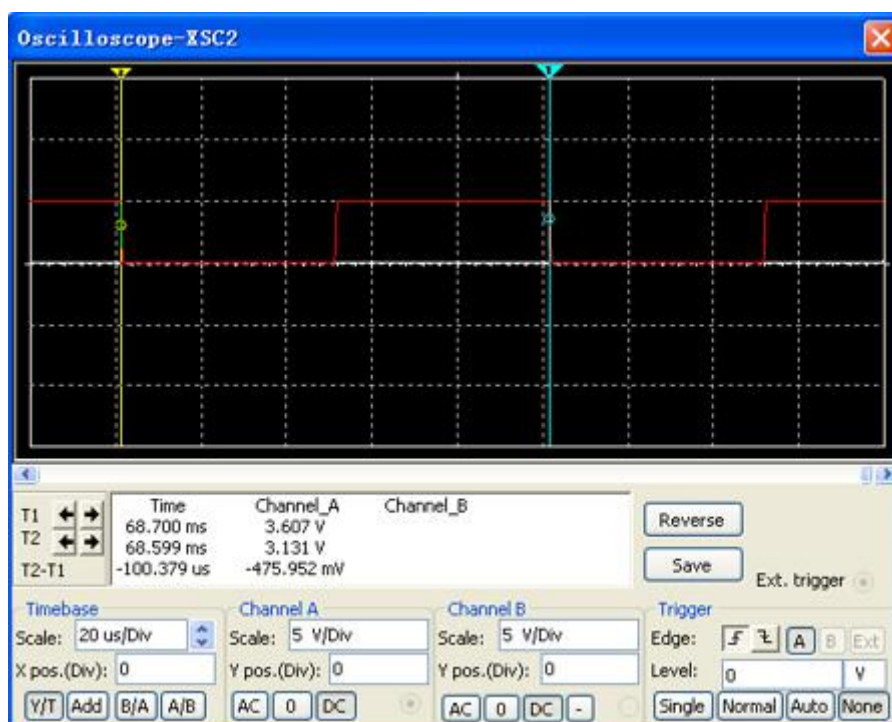 Oscilloscope-XSC2
Time Channel_A Channel_B
T1 68.700 ms 3.607 V
T2 68.599 ms 3.131 V
T2-T1 -100.379 us -475.952 mV
Reverse
Save
Ext. trigger
Timebase
Scale: 20 us/Div
X pos.(Div): 0
Y/T Add B/A A/B
Channel A
Scale: 5 V/Div
Y pos.(Div): 0
AC 0 DC
Channel B
Scale: 5 V/Div
Y pos.(Div): 0
AC 0 DC -
Trigger
Edge: A B Ext
Level: 0 V
Single Normal Auto None